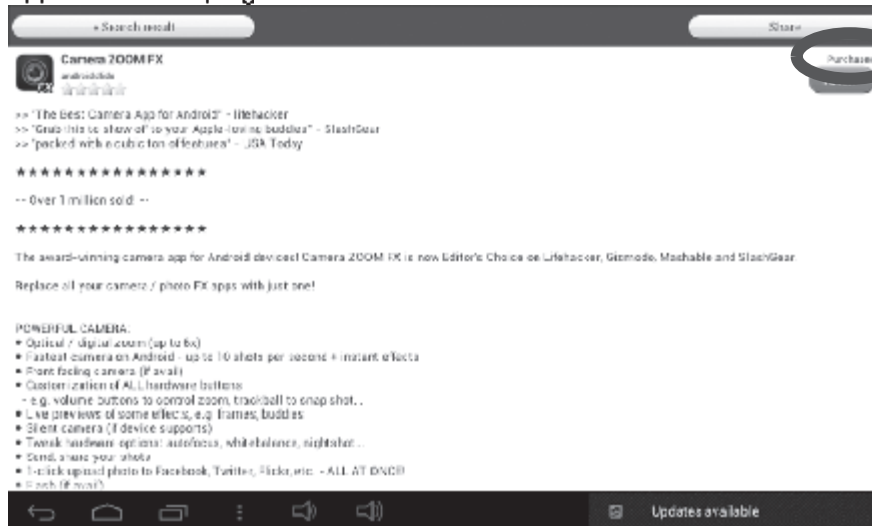 Search result
Share
Camera ZOOM FX
Purchased
androidslide
>> "The Best Camera App for Android" - lifehacker
>> "Grab this to show off to your Apple-loving buddies" - SlashGear
>> "packed with a cubic ton of features" - USA Today
★★★★★★★★★★★★★★★★
-- Over 1 million sold! --
★★★★★★★★★★★★★★★★
The award-winning camera app for Android devices! Camera ZOOM FX is now Editor's Choice on Lifehacker, Gizmodo, Mashable and SlashGear
Replace all your camera / photo FX apps with just one!
POWERFUL CAMERA:
• Optical / digital zoom (up to 6x)
• Fastest camera on Android - up to 10 shots per second + instant effects
• Front facing camera (if avail)
• Customization of ALL hardware buttons
- e.g. volume buttons to control zoom, trackball to snap shot...
• Live previews of some effects, e.g. frames, buddies
• Silent camera (if device supports)
• Tweak hardware options: autofocus, whitebalance, nightshot...
• Send, share your shots
• 1-click upload photo to Facebook, Twitter, Flickr, etc. - ALL AT ONCE!
• Flash (if avail)
Updates available